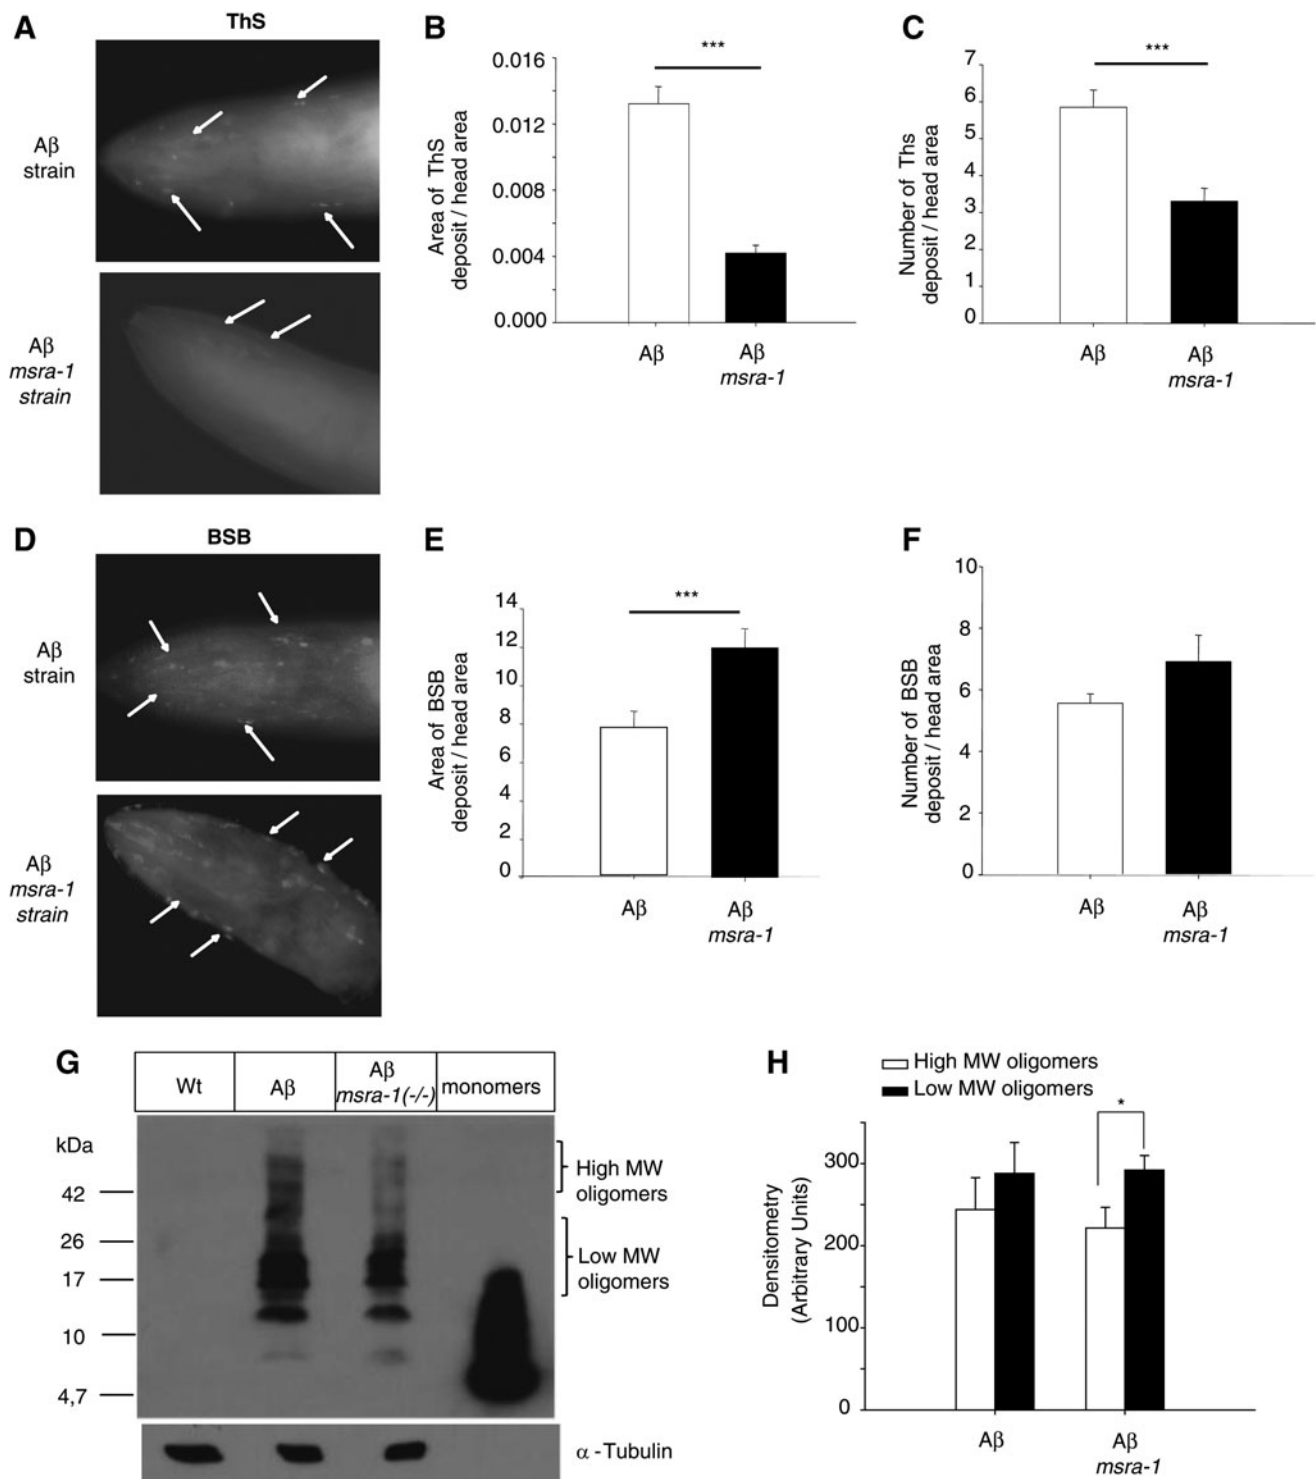 A
ThS
Aβ
strain
Aβ
msra-1
strain
B
***
0.016
0.012
0.008
0.004
0.000
Area of ThS
deposit / head area
Aβ
Aβ
msra-1
C
***
7
6
5
4
3
2
1
0
Number of Ths
deposit / head area
Aβ
Aβ
msra-1
D
BSB
Aβ
strain
Aβ
msra-1
strain
E
***
14
12
10
8
6
4
2
0
Area of BSB
deposit / head area
Aβ
Aβ
msra-1
F
10
8
6
4
2
0
Number of BSB
deposit / head area
Aβ
Aβ
msra-1
G
Wt
Aβ
Aβ
msra-1(-/-)
monomers
kDa
42
26
17
10
4,7
High MW
oligomers
Low MW
oligomers
α -Tubulin
H
High MW oligomers
Low MW oligomers
*
300
200
100
0
Densitometry
(Arbitrary Units)
Aβ
Aβ
msra-1